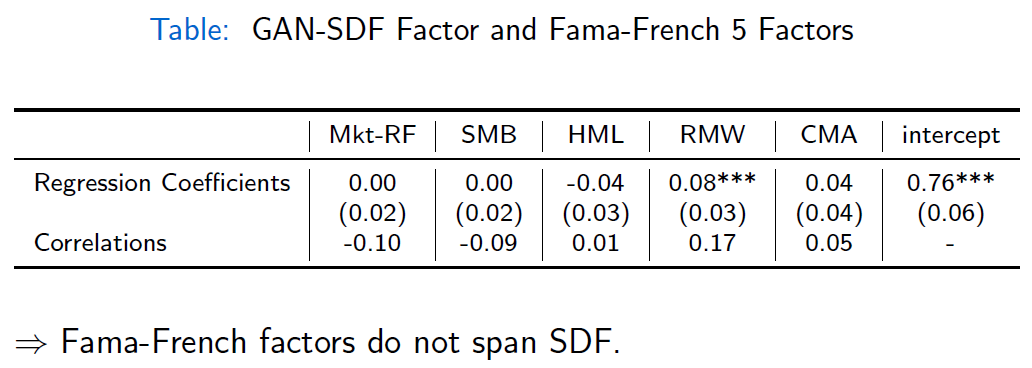 Table: GAN-SDF Factor and Fama-French 5 Factors
Mkt-RF SMB HML RMW CMA intercept
Regression Coefficients 0.00 0.00 -0.04 0.08*** 0.04 0.76***
(0.02) (0.02) (0.03) (0.03) (0.04) (0.06)
Correlations -0.10 -0.09 0.01 0.17 0.05 -
⇒ Fama-French factors do not span SDF.